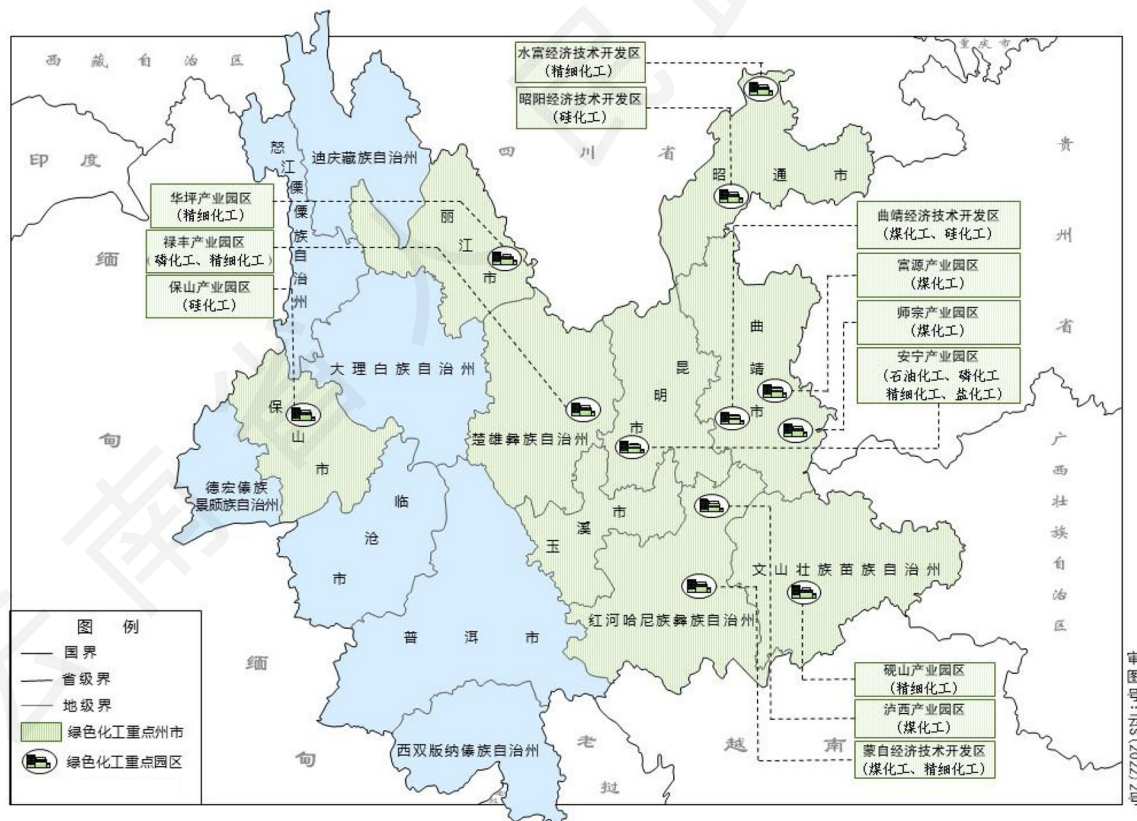 西藏自治区
重庆市
印度
四川省
贵州省
缅甸
广西壮族自治区
缅甸
老挝
越南
水富经济技术开发区
(精细化工)
昭阳经济技术开发区
(硅化工)
华坪产业园区
(精细化工)
禄丰产业园区
(磷化工、精细化工)
保山产业园区
(硅化工)
曲靖经济技术开发区
(煤化工、硅化工)
富源产业园区
(煤化工)
师宗产业园区
(煤化工)
安宁产业园区
(石油化工、磷化工
精细化工、盐化工)
砚山产业园区
(精细化工)
泸西产业园区
(煤化工)
蒙自经济技术开发区
(煤化工、精细化工)
怒江傈僳族自治州
迪庆藏族自治州
丽江市
昭通市
大理白族自治州
昆明市
曲靖市
保山市
楚雄彝族自治州
德宏傣族
景颇族自治州
临沧市
玉溪市
文山壮族苗族自治州
红河哈尼族彝族自治州
普洱市
西双版纳傣族自治州
图 例
国界
省级界
地级界
绿色化工重点州市
绿色化工重点园区
审图号:云S(2022)2号